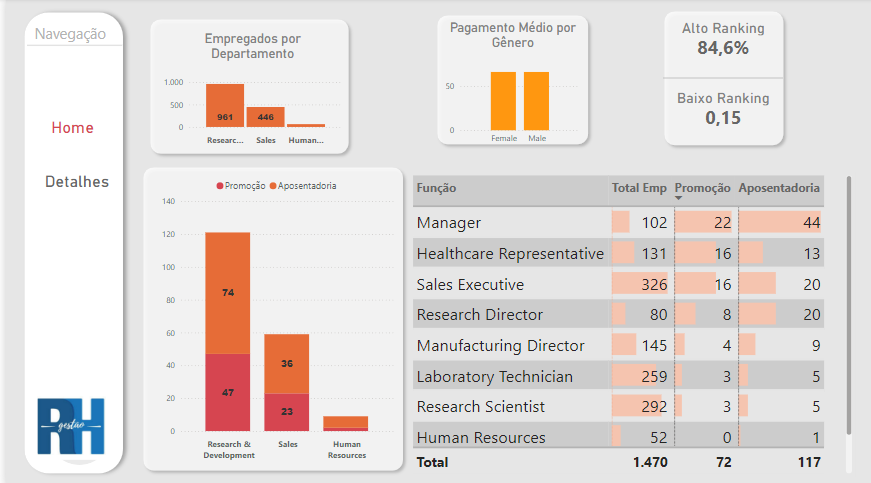 Navegação
Home
Detalhes
RH
gestão
Empregados por
Departamento
1.000
500
0
961
446
Researc...
Sales
Human...
Pagamento Médio por
Gênero
50
0
Female
Male
Alto Ranking
84,6%
Baixo Ranking
0,15
Promoção Aposentadoria
140
120
100
80
60
40
20
0
74
47
36
23
Research &
Development
Sales
Human
Resources
Função Total Emp Promoção Aposentadoria
Manager 102 22 44
Healthcare Representative 131 16 13
Sales Executive 326 16 20
Research Director 80 8 20
Manufacturing Director 145 4 9
Laboratory Technician 259 3 5
Research Scientist 292 3 5
Human Resources 52 0 1
Total 1.470 72 117